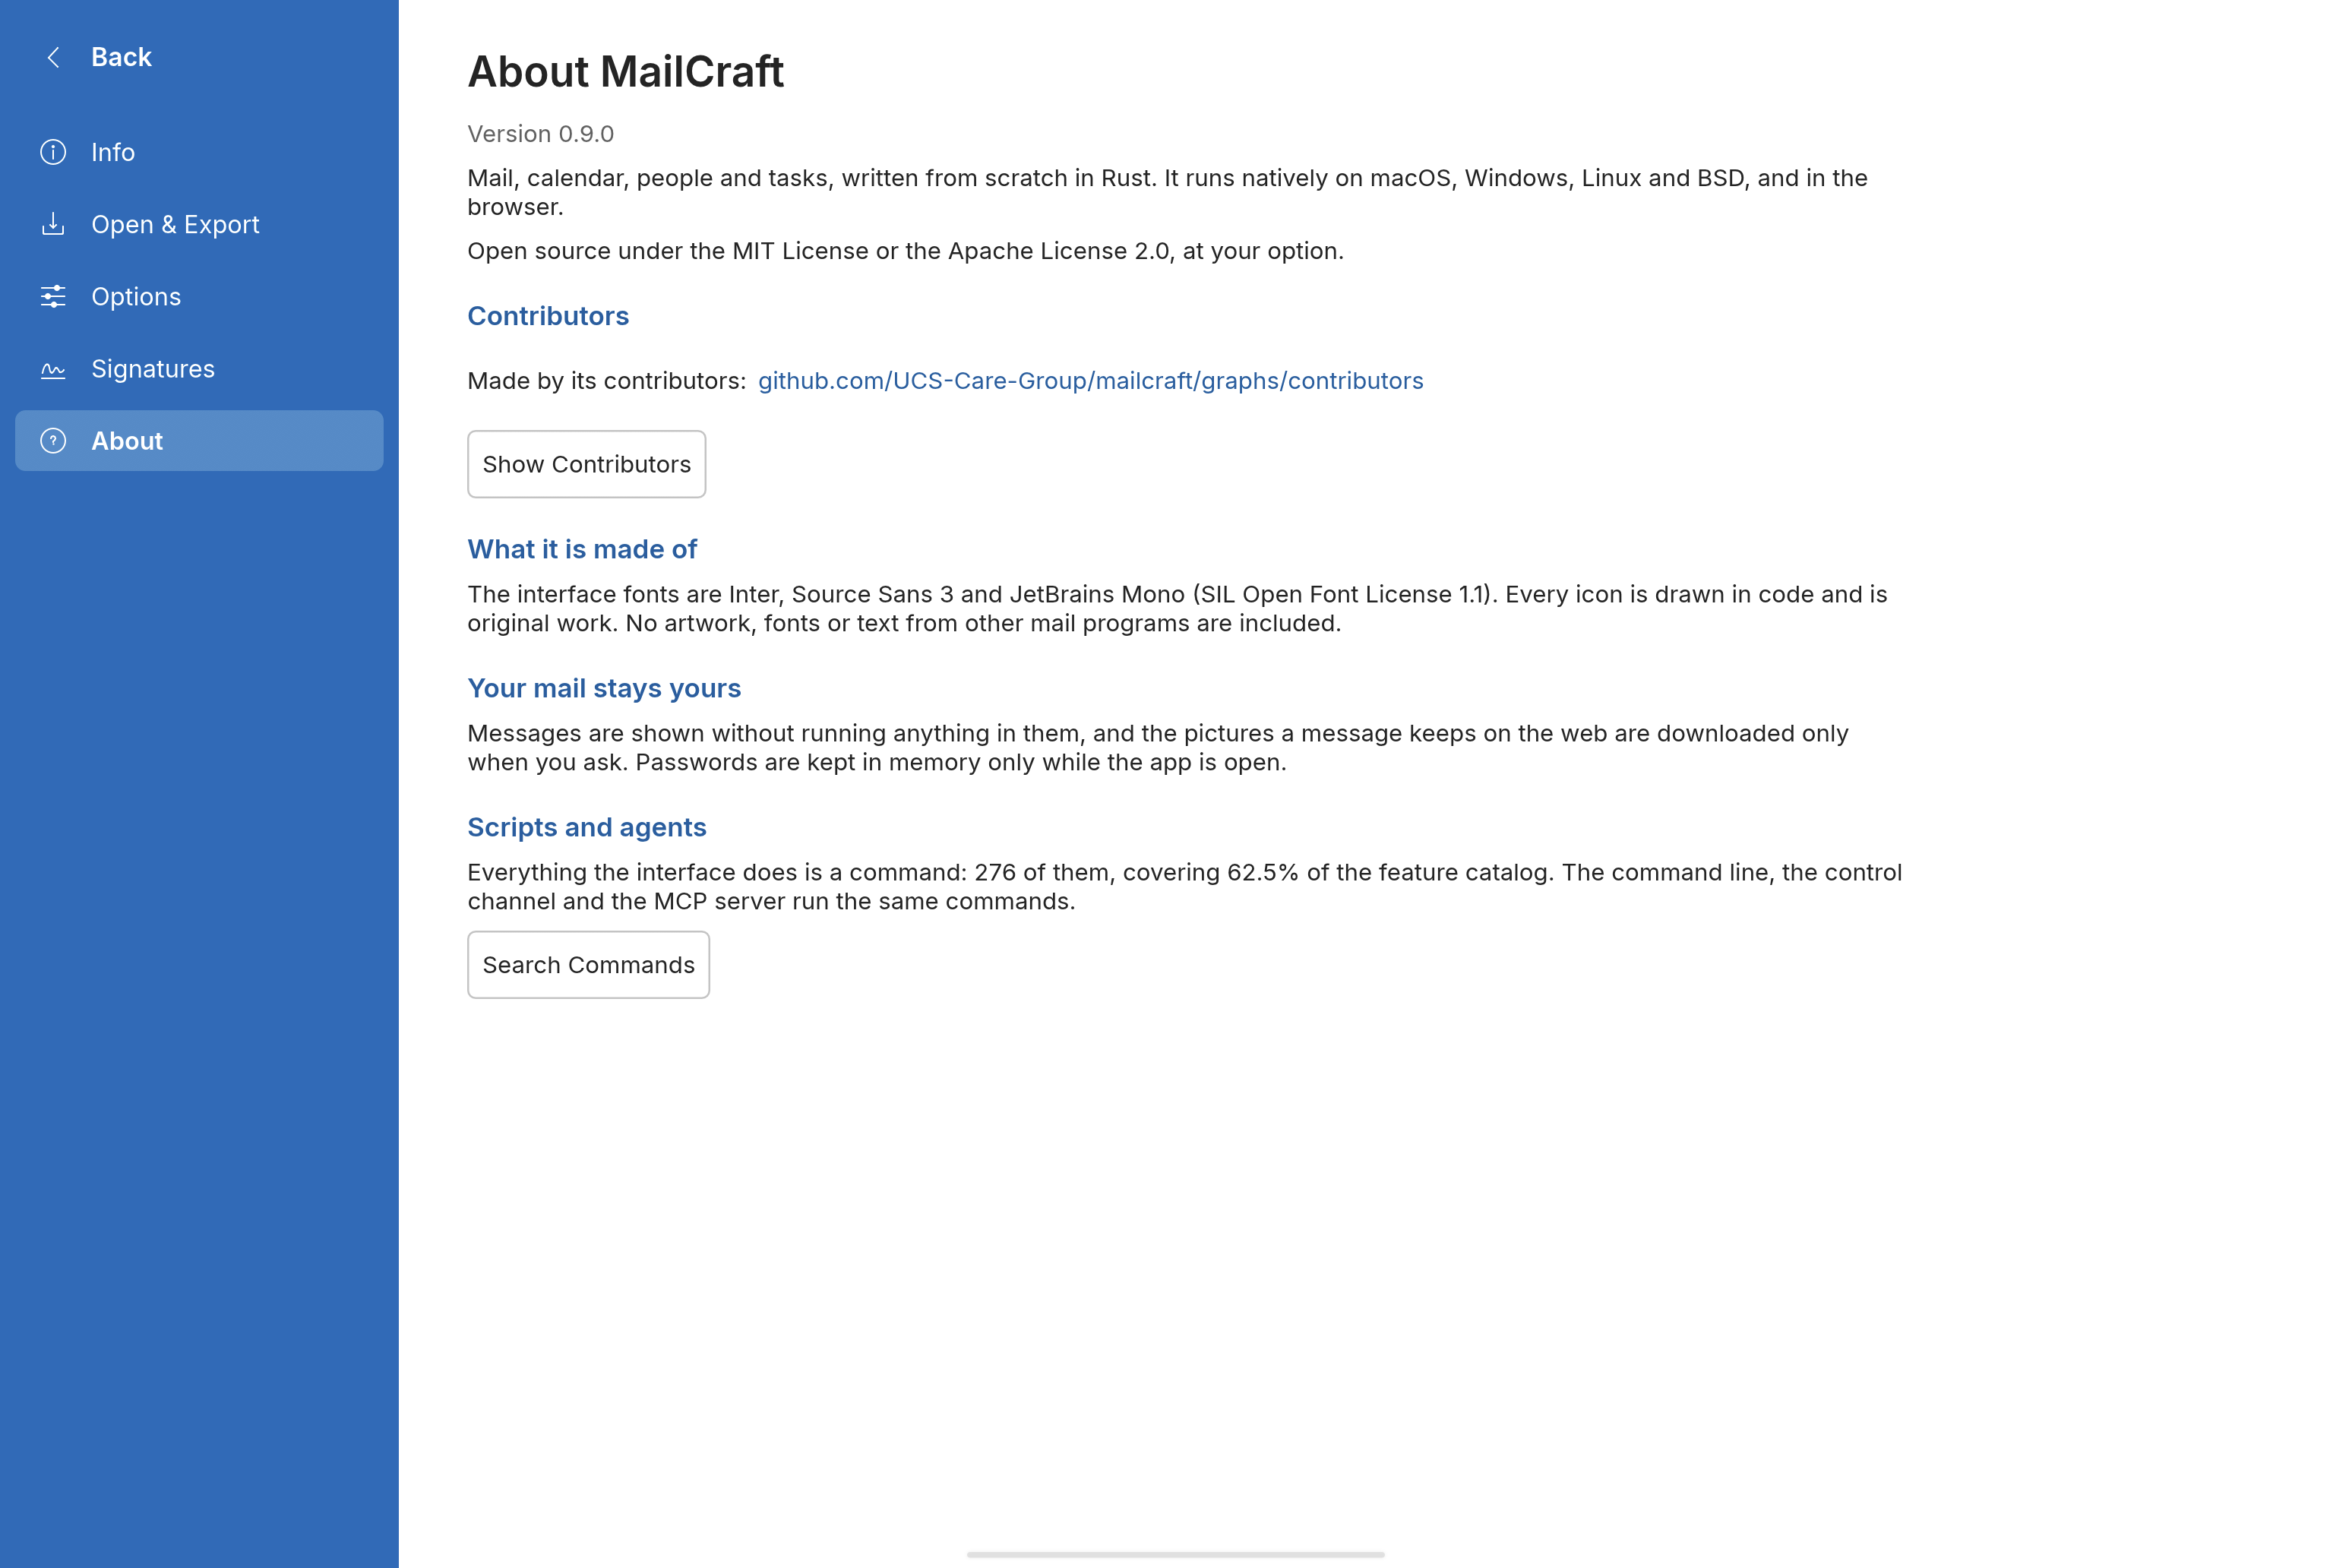 Back
Info
Open & Export
Options
Signatures
About
About MailCraft
Version 0.9.0
Mail, calendar, people and tasks, written from scratch in Rust. It runs natively on macOS, Windows, Linux and BSD, and in the
browser.
Open source under the MIT License or the Apache License 2.0, at your option.
Contributors
Made by its contributors: github.com/UCS-Care-Group/mailcraft/graphs/contributors
Show Contributors
What it is made of
The interface fonts are Inter, Source Sans 3 and JetBrains Mono (SIL Open Font License 1.1). Every icon is drawn in code and is
original work. No artwork, fonts or text from other mail programs are included.
Your mail stays yours
Messages are shown without running anything in them, and the pictures a message keeps on the web are downloaded only
when you ask. Passwords are kept in memory only while the app is open.
Scripts and agents
Everything the interface does is a command: 276 of them, covering 62.5% of the feature catalog. The command line, the control
channel and the MCP server run the same commands.
Search Commands